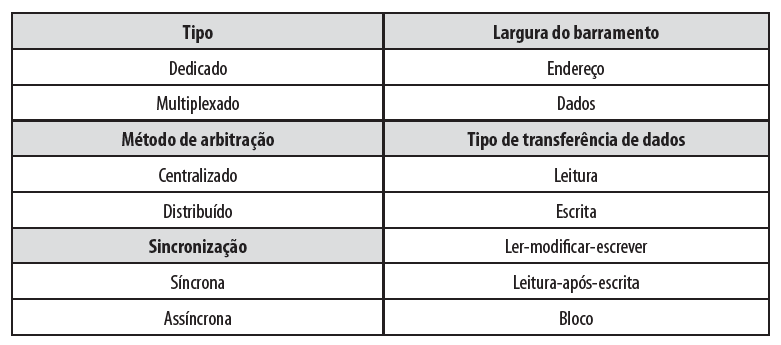 Tipo
Largura do barramento
Dedicado
Endereço
Multiplexado
Dados
Método de arbitração
Tipo de transferência de dados
Centralizado
Leitura
Distribuído
Escrita
Sincronização
Ler-modificar-escrever
Síncrona
Leitura-após-escrita
Assíncrona
Bloco